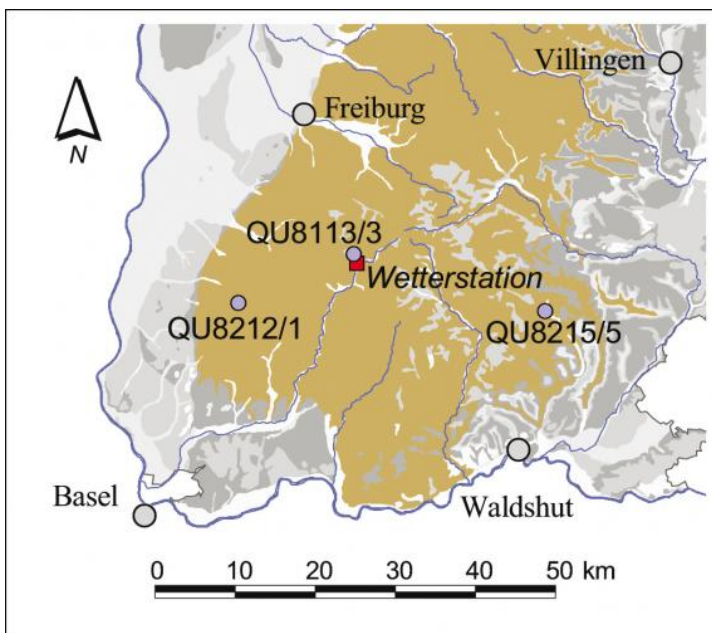 Villingen
Freiburg
N
QU8113/3
Wetterstation
QU8212/1
QU8215/5
Basel
Waldshut
0 10 20 30 40 50 km